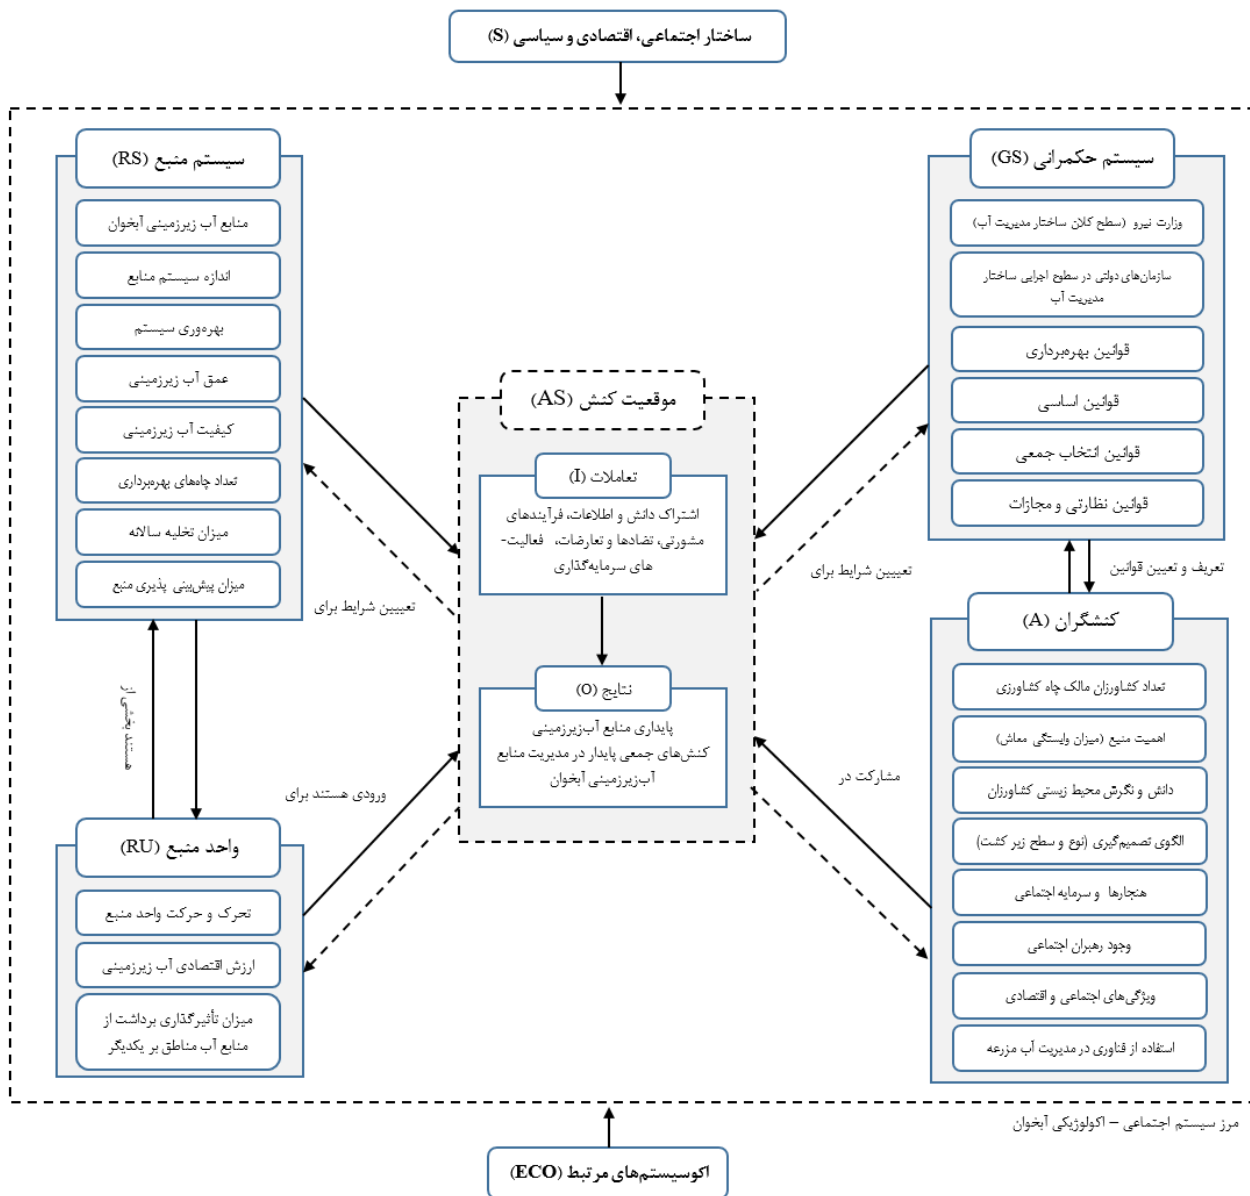 ساختار اجتماعی، اقتصادی و سیاسی (S)
سیستم حکمرانی (GS)
وزارت نیرو (سطح کلان ساختار مدیریت آب)
سازمان‌های دولتی در سطوح اجرایی ساختار
مدیریت آب
قوانین بهره‌برداری
قوانین اساسی
قوانین انتخاب جمعی
قوانین نظارتی و مجازات
تعریف و تعیین قوانین
کنشگران (A)
تعداد کشاورزان مالک چاه کشاورزی
اهمیت منبع (میزان وابستگی معاش)
دانش و نگرش محیط زیستی کشاورزان
الگوی تصمیم‌گیری (نوع و سطح زیر کشت)
هنجارها و سرمایه اجتماعی
وجود رهبران اجتماعی
ویژگی‌های اجتماعی و اقتصادی
استفاده از فناوری در مدیریت آب مزرعه
تعییین شرایط برای
مشارکت در
موقعیت کنش (AS)
تعاملات (I)
اشتراک دانش و اطلاعات، فرآیندهای
مشورتی، تضادها و تعارضات، فعالیت-
های سرمایه‌گذاری
نتایج (O)
پایداری منابع آب‌زیرزمینی
کنش‌های جمعی پایدار در مدیریت منابع
آب‌زیرزمینی آبخوان
تعییین شرایط برای
ورودی هستند برای
سیستم منبع (RS)
منابع آب زیرزمینی آبخوان
اندازه سیستم منابع
بهره‌وری سیستم
عمق آب زیرزمینی
کیفیت آب زیرزمینی
تعداد چاه‌های بهره‌برداری
میزان تخلیه سالانه
میزان پیش‌بینی پذیری منبع
هستند بخشی از
واحد منبع (RU)
تحرک و حرکت واحد منبع
ارزش اقتصادی آب زیرزمینی
میزان تأثیرگذاری برداشت از
منابع آب مناطق بر یکدیگر
مرز سیستم اجتماعی – اکولوژیکی آبخوان
اکوسیستم‌های مرتبط (ECO)